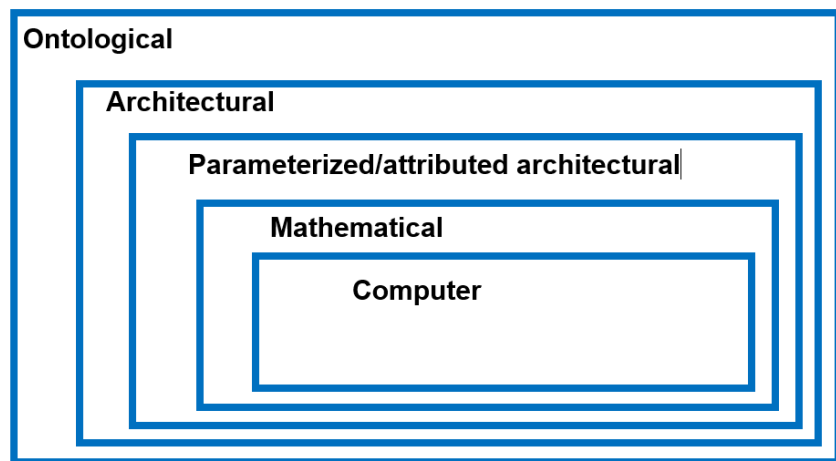 Ontological
Architectural
Parameterized/attributed architectural
Mathematical
Computer